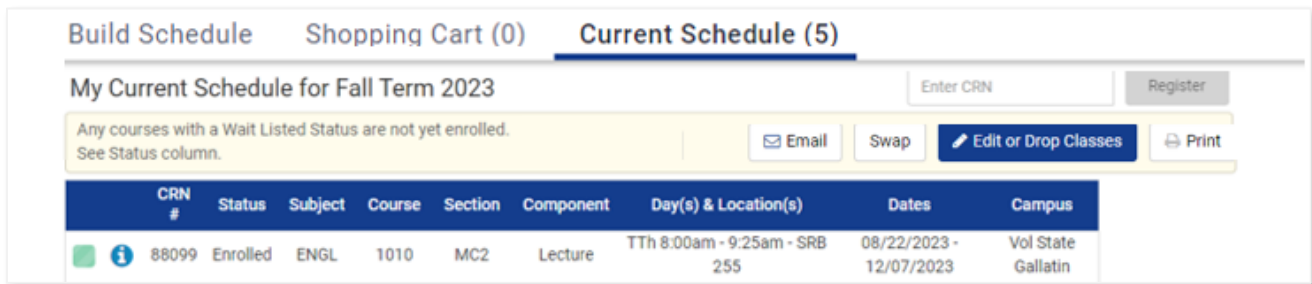 Build Schedule Shopping Cart (0) Current Schedule (5)
My Current Schedule for Fall Term 2023 Enter CRN Register
Any courses with a Wait Listed Status are not yet enrolled.
See Status column.
Email Swap Edit or Drop Classes Print
CRN # Status Subject Course Section Component Day(s) & Location(s) Dates Campus
88099 Enrolled ENGL 1010 MC2 Lecture TTh 8:00am - 9:25am - SRB 255 08/22/2023 - 12/07/2023 Vol State Gallatin